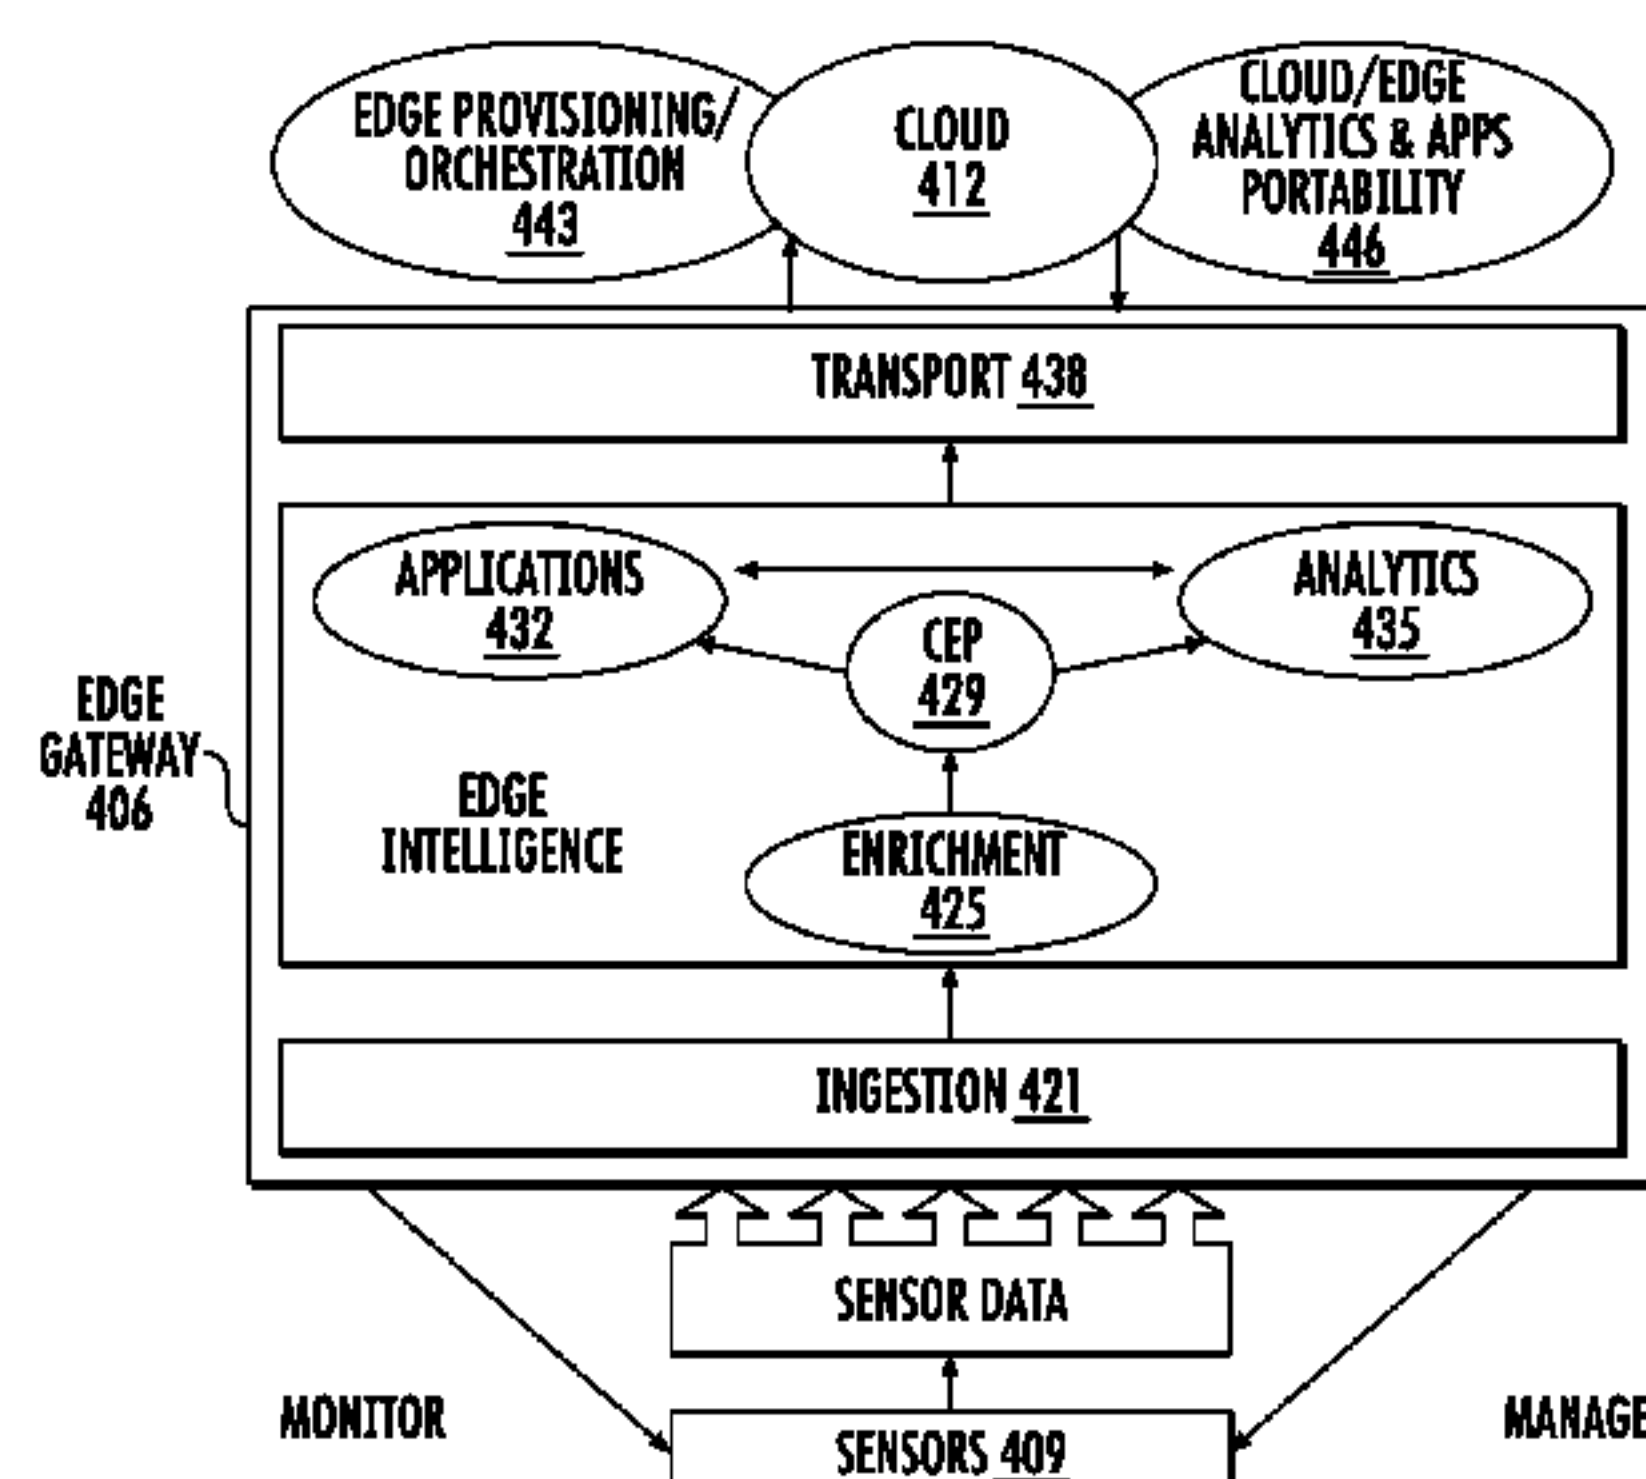 EDGE PROVISIONING/
ORCHESTRATION
443
CLOUD
412
CLOUD/EDGE
ANALYTICS & APPS
PORTABILITY
446
TRANSPORT 438
APPLICATIONS
432
ANALYTICS
435
CEP
429
EDGE
GATEWAY
406
EDGE
INTELLIGENCE
ENRICHMENT
425
INGESTION 421
SENSOR DATA
MONITOR
MANAGE
SENSORS 409